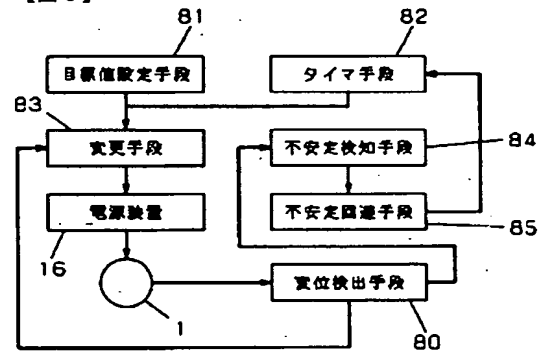 81
82
目標値設定手段
タイマ手段
83
変更手段
不安定検知手段
84
電源装置
不安定回避手段
85
16
変位検出手段
1
80